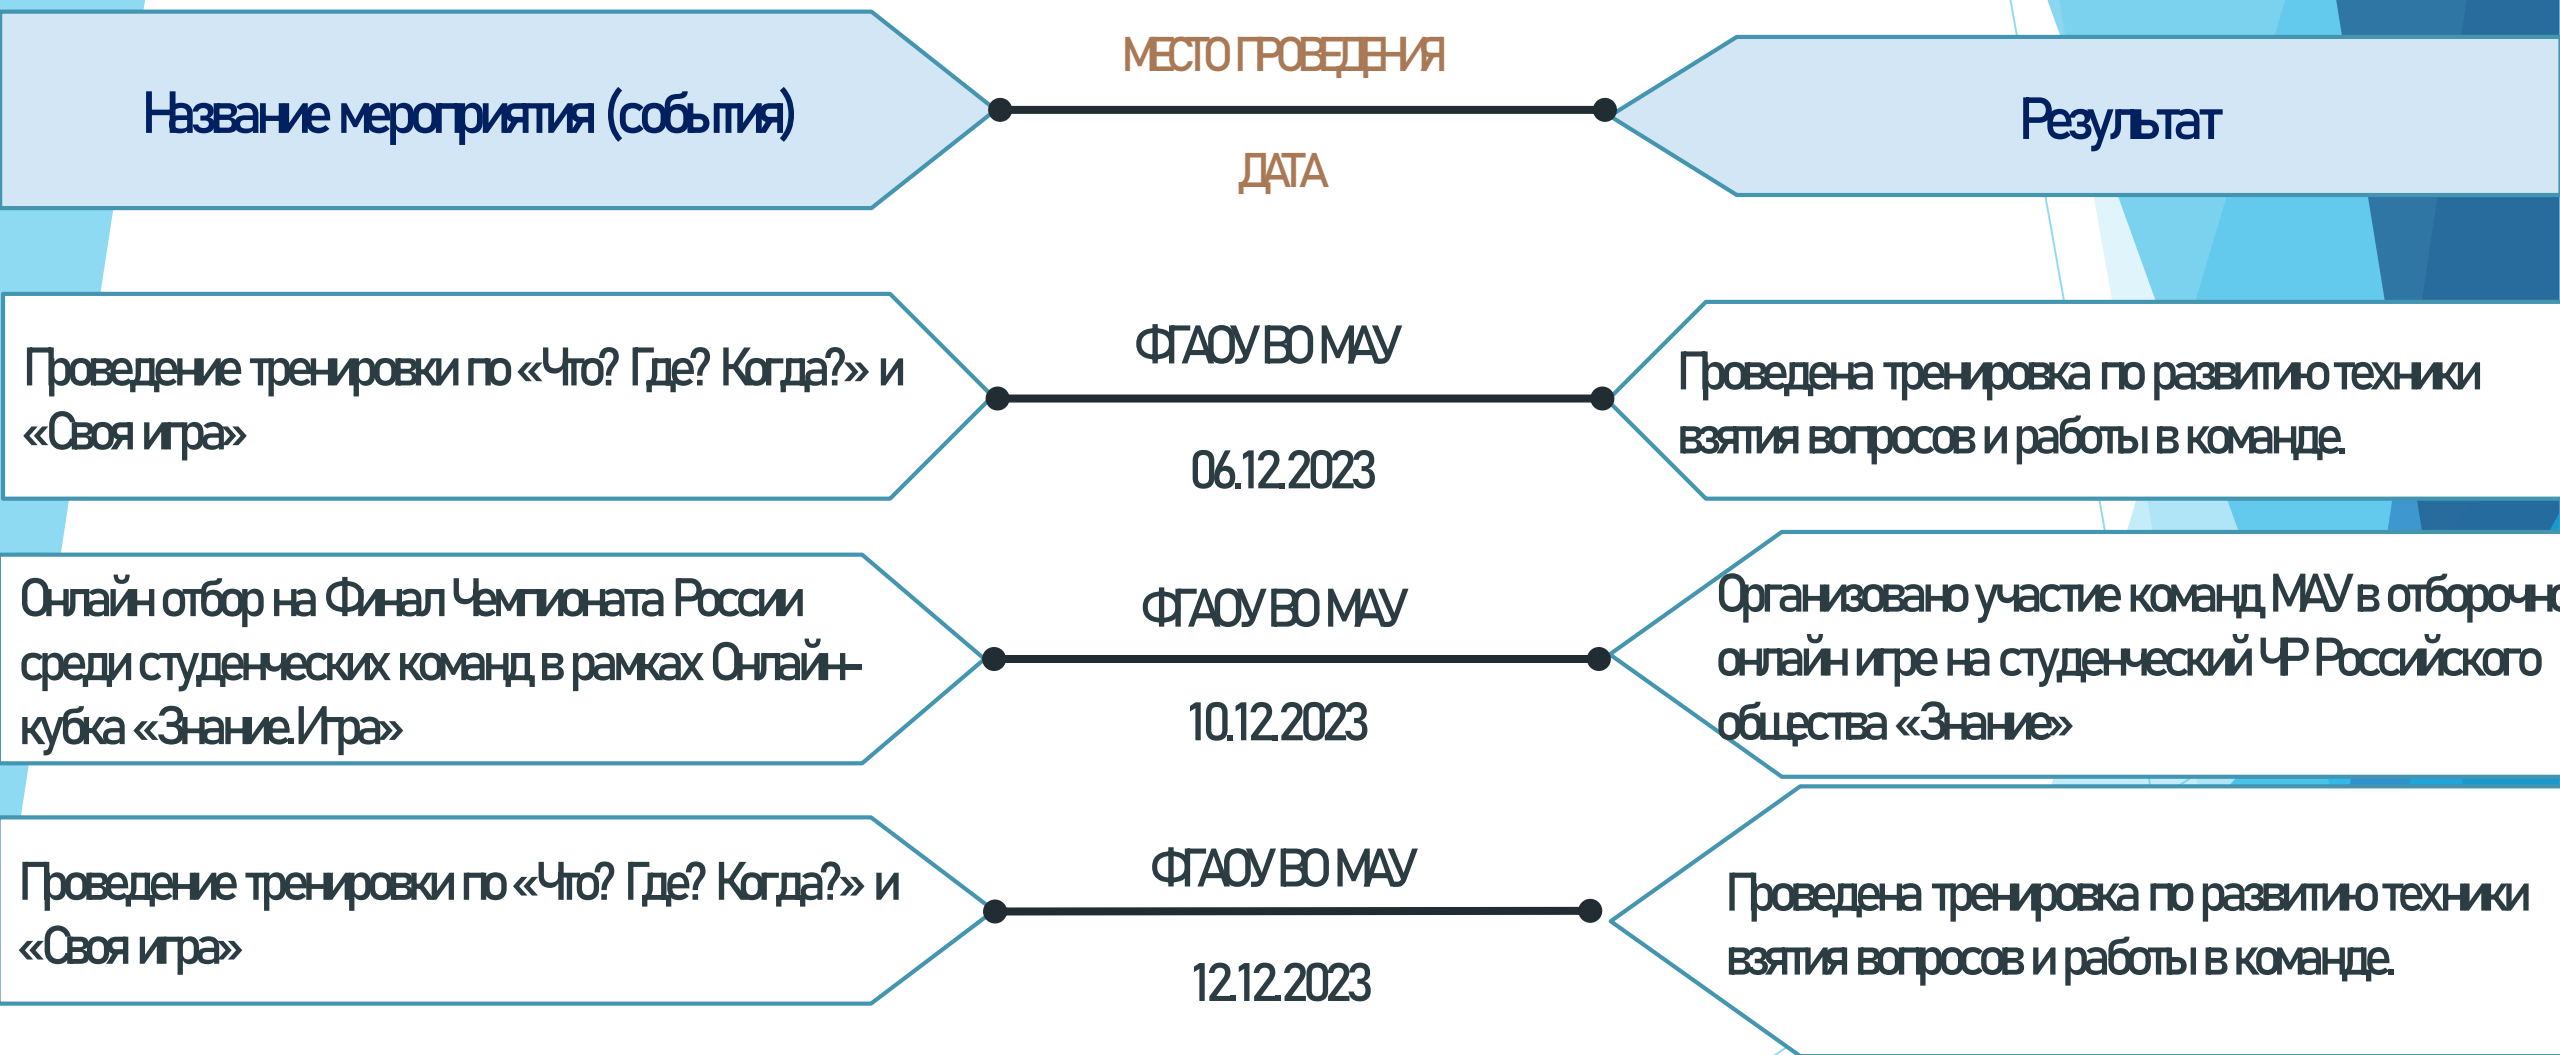 Название мероприятия (события)
МЕСТО ПРОВЕДЕНИЯ
ДАТА
Результат
Проведение тренировки по «Что? Где? Когда?» и
«Своя игра»
ФГАОУ ВО МАУ
06.12.2023
Проведена тренировка по развитию техники
взятия вопросов и работы в команде.
Онлайн отбор на Финал Чемпионата России
среди студенческих команд в рамках Онлайн-
кубка «Знание.Игра»
ФГАОУ ВО МАУ
10.12.2023
Организовано участие команд МАУ в
онлайн игре на студенческий ЧР Российского
общества «Знание»
Проведение тренировки по «Что? Где? Когда?» и
«Своя игра»
ФГАОУ ВО МАУ
12.12.2023
Проведена тренировка по развитию техники
взятия вопросов и работы в команде.